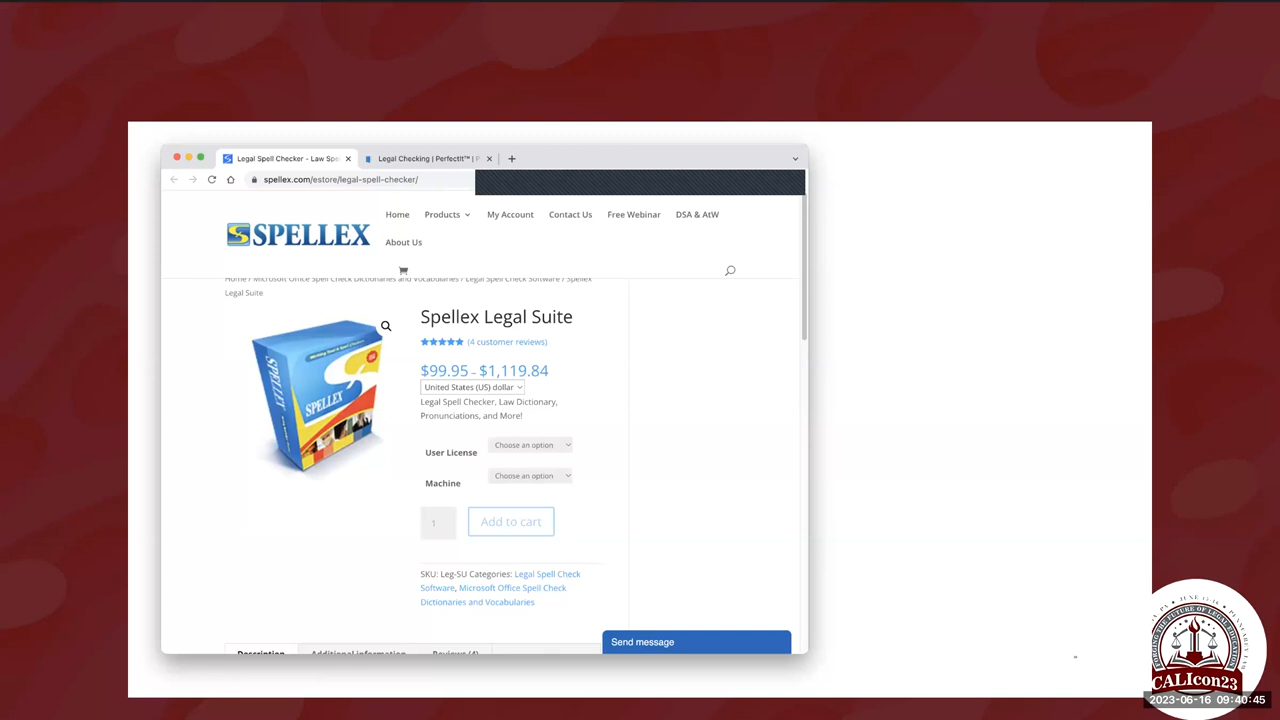 Legal Spell Checker - Law Spe
Legal Checking | PerfectIt™ | P
spellex.com/estore/legal-spell-checker/
Home Products My Account Contact Us Free Webinar DSA & AtW
SPELLEX
About Us
Home / Microsoft Office Spell Check Dictionaries and Vocabularies / Legal Spell Check Software / Spellex
Legal Suite
Spellex Legal Suite
(4 customer reviews)
$99.95 – $1,119.84
United States (US) dollar
Legal Spell Checker, Law Dictionary,
Pronunciations, and More!
SPELLEX
SPELLEX
User License Choose an option
Machine Choose an option
1 Add to cart
SKU: Leg-SU Categories: Legal Spell Check
Software, Microsoft Office Spell Check
Dictionaries and Vocabularies
Send message
Description Additional information Reviews (4)
CALIcon23
2023-06-16 09:40:45